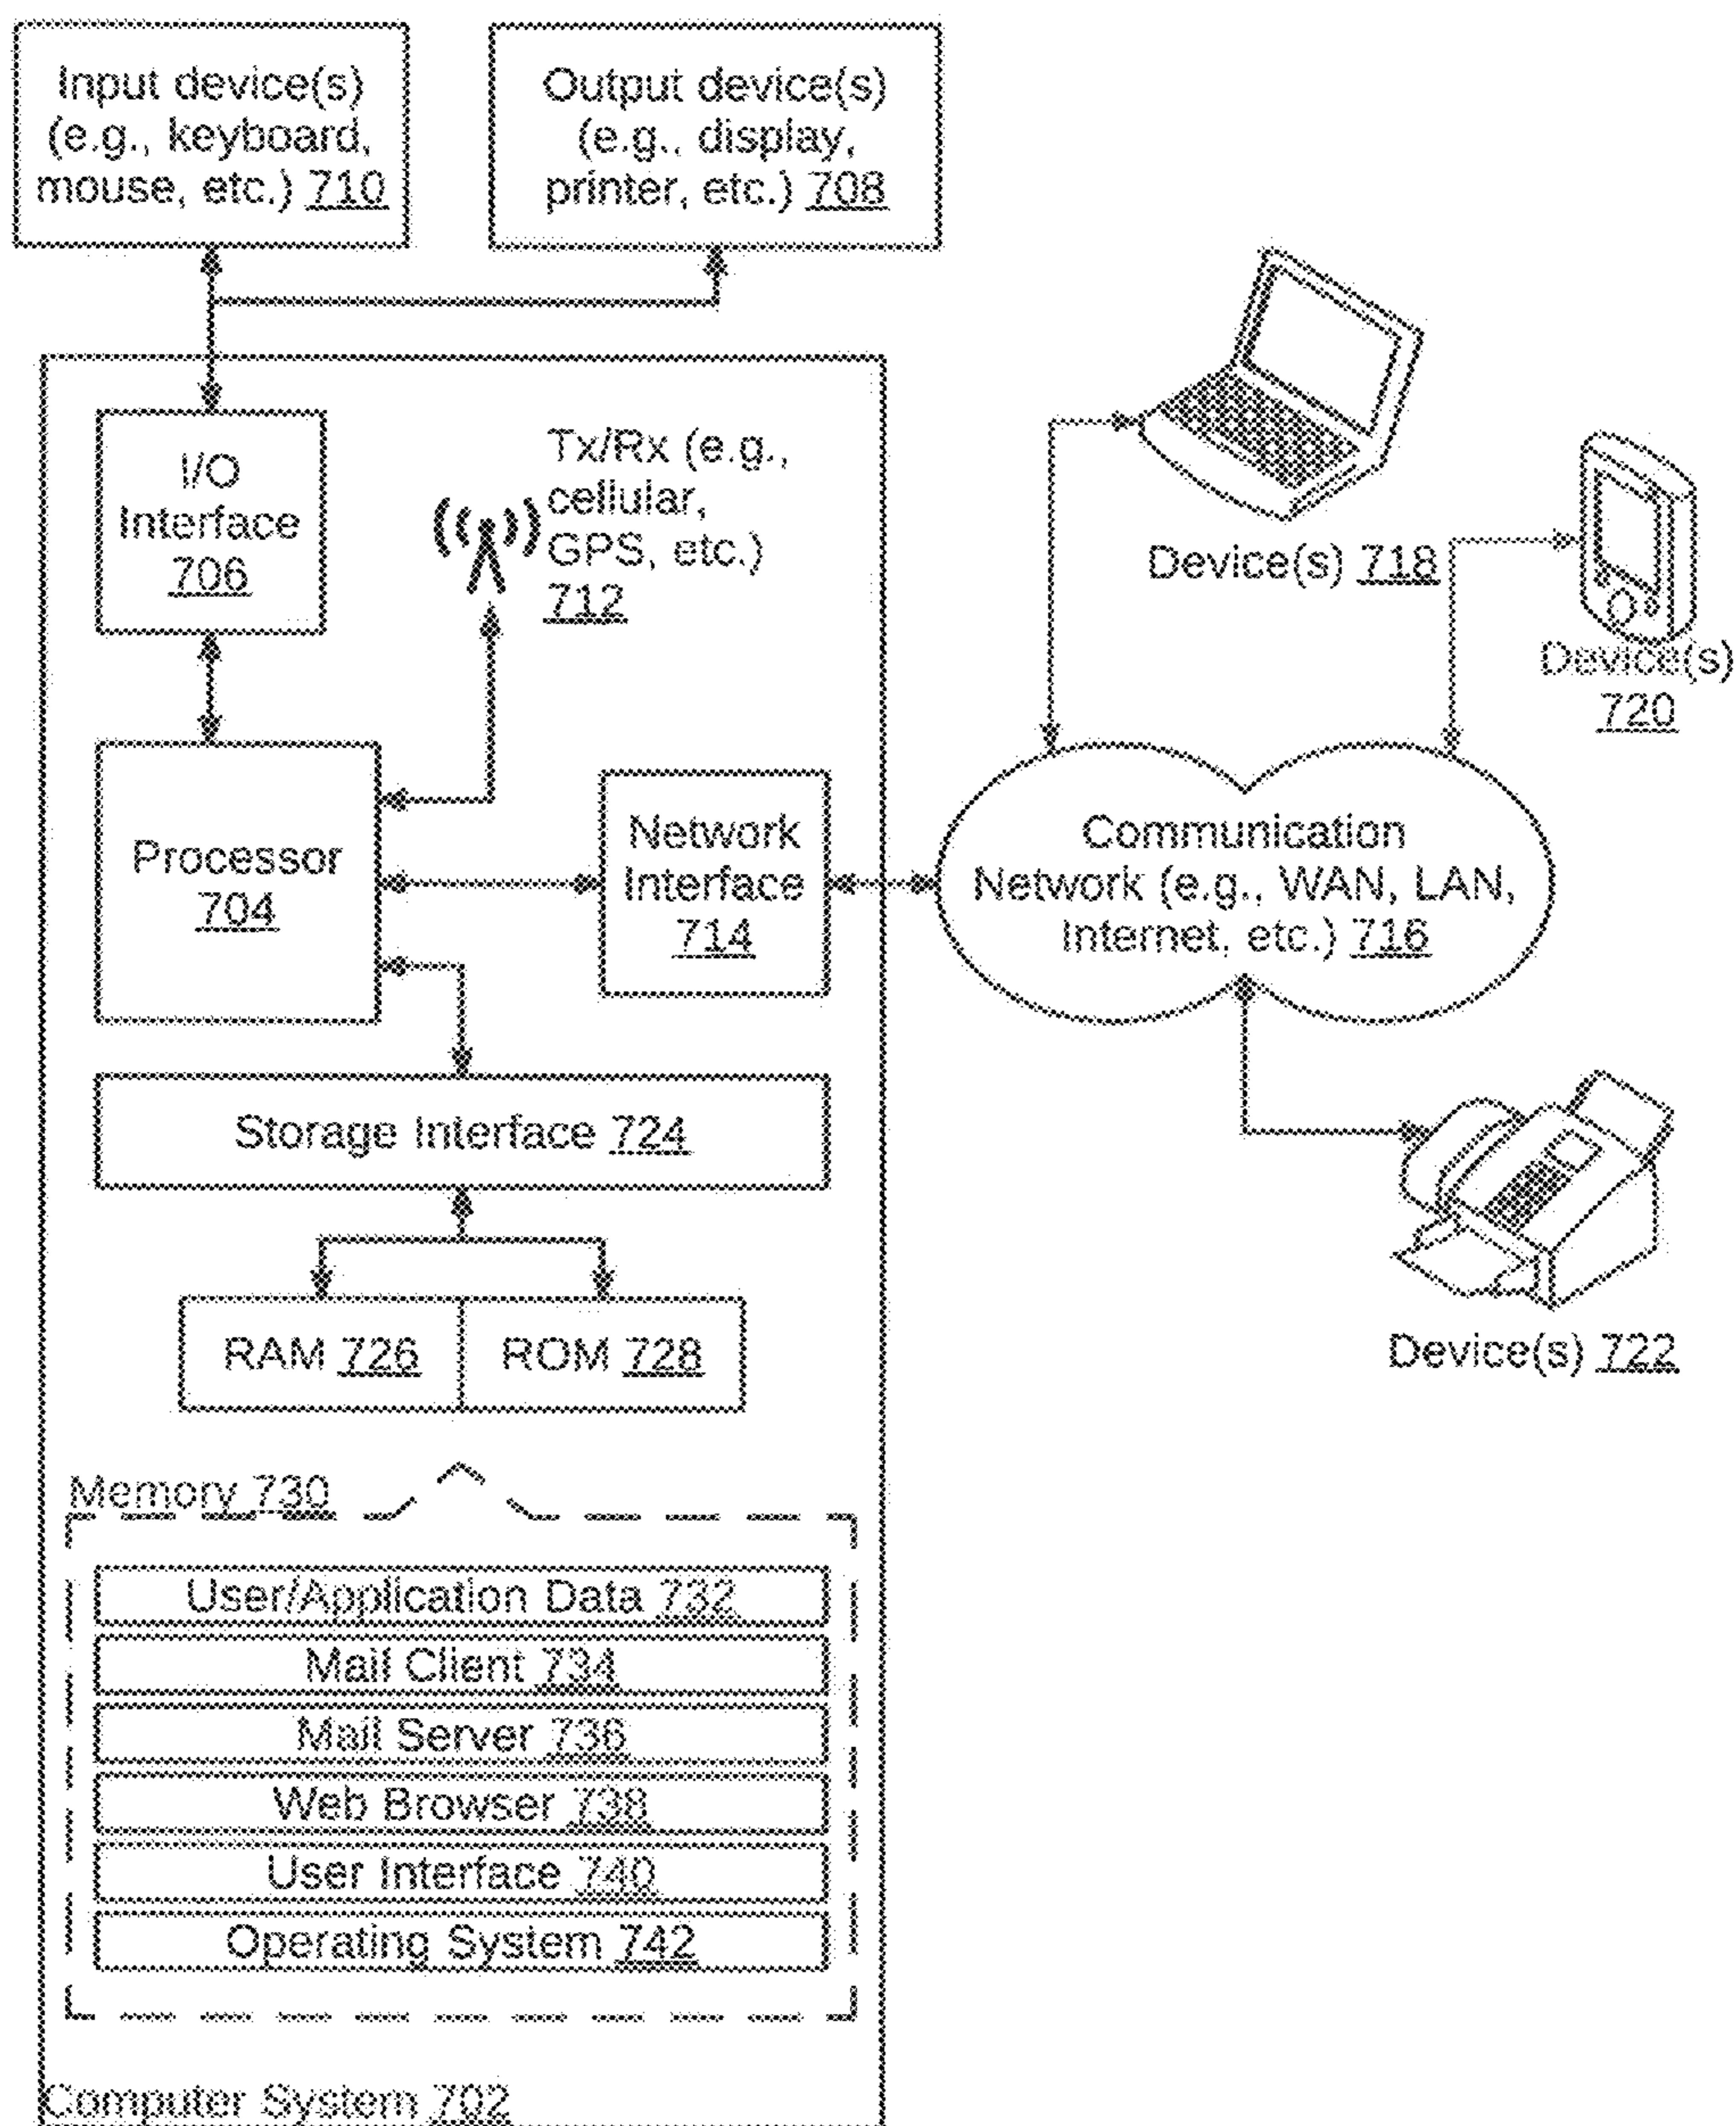 Input device(s)
(e.g., keyboard,
mouse, etc.) 710
Output device(s)
(e.g., display,
printer, etc.) 708
I/O
Interface
706
Tx/Rx (e.g.,
cellular,
GPS, etc.)
712
Device(s) 718
Device(s)
720
Processor
704
Network
Interface
714
Communication
Network (e.g., WAN, LAN,
Internet, etc.) 716
Storage Interface 724
RAM 726
ROM 728
Device(s) 722
Memory 730
User/Application Data 732
Mail Client 734
Mail Server 736
Web Browser 738
User Interface 740
Operating System 742
Computer System 702